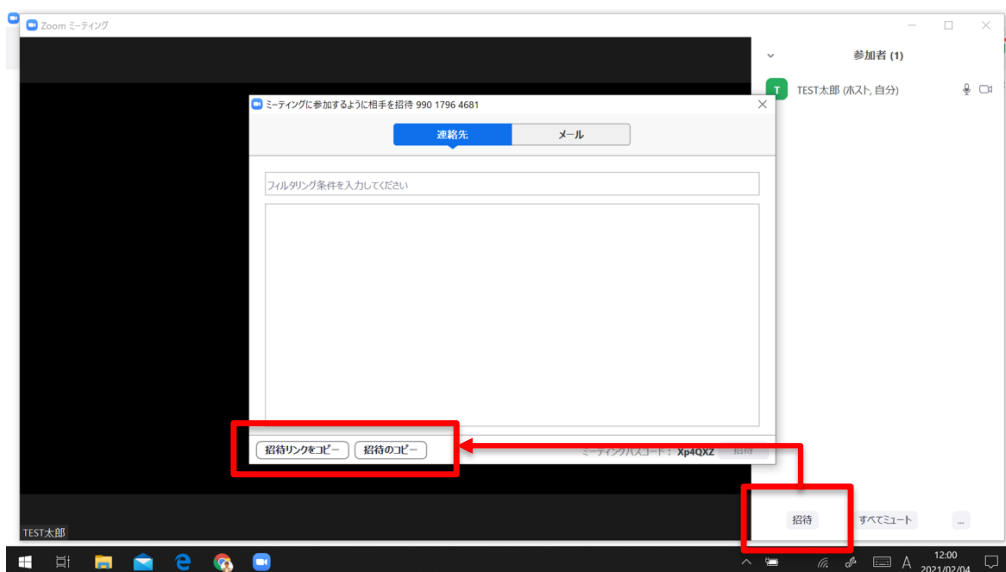 Zoom ミーティング
参加者 (1)
T
TEST太郎 (ホスト, 自分)
ミーティングに参加するように相手を招待 990 1796 4681
連絡先
メール
フィルタリング条件を入力してください
招待リンクをコピー
招待のコピー
ミーティングパスコード： Xp4QXZ
招待
招待
すべてミュート
...
TEST太郎
A
12:00
2021/02/04